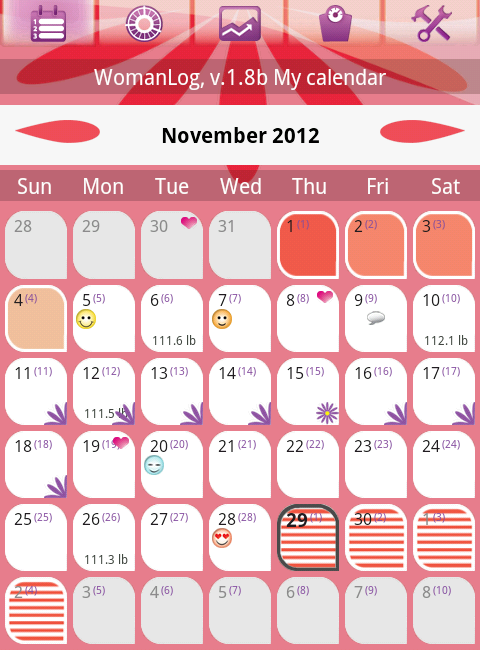 1
2
3
WomanLog, v.1.8b My calendar
November 2012
Sun Mon Tue Wed Thu Fri Sat
28 29 30 31 1 (1) 2 (2) 3 (3)
4 (4) 5 (5) 6 (6) 7 (7) 8 (8) 9 (9) 10 (10)
111.6 lb 112.1 lb
11 (11) 12 (12) 13 (13) 14 (14) 15 (15) 16 (16) 17 (17)
111.5 lb
18 (18) 19 (19) 20 (20) 21 (21) 22 (22) 23 (23) 24 (24)
25 (25) 26 (26) 27 (27) 28 (28) 29 (1) 30 (2) 1 (3)
111.3 lb
2 (4) 3 (5) 4 (6) 5 (7) 6 (8) 7 (9) 8 (10)